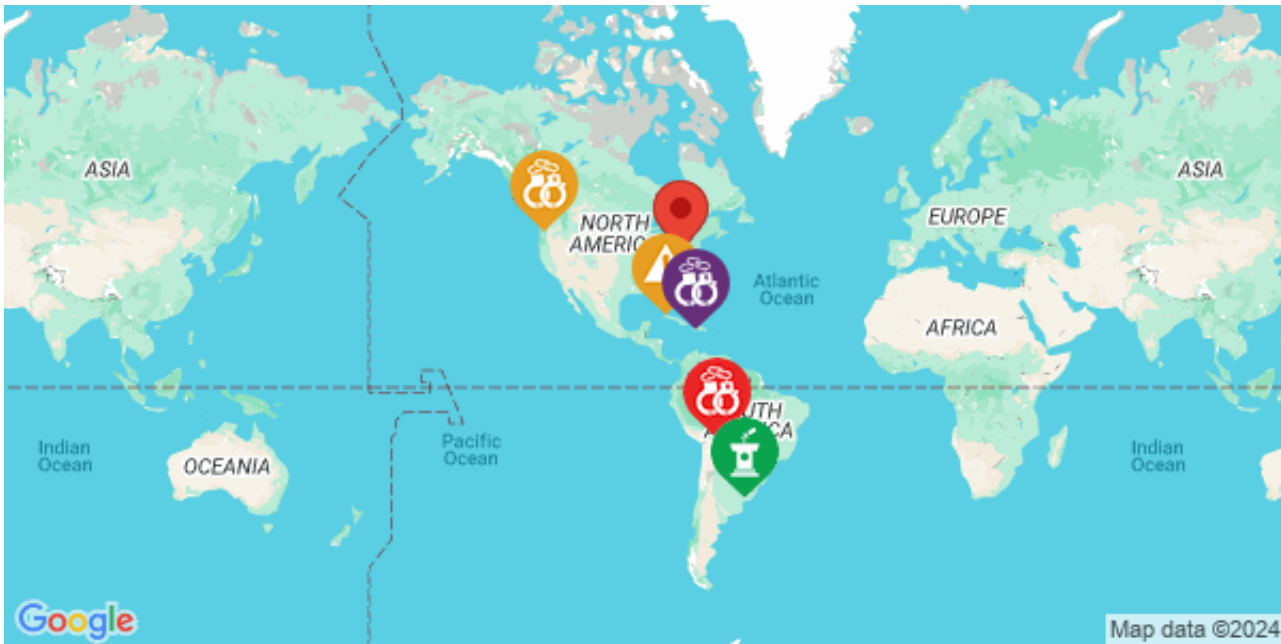 ASIA
ASIA
NORTH
AMERIC
EUROPE
Atlantic
Ocean
AFRICA
UTH
CA
Indian
Ocean
OCEANIA
Pacific
Ocean
Indian
Ocean
Google
Map data ©2024